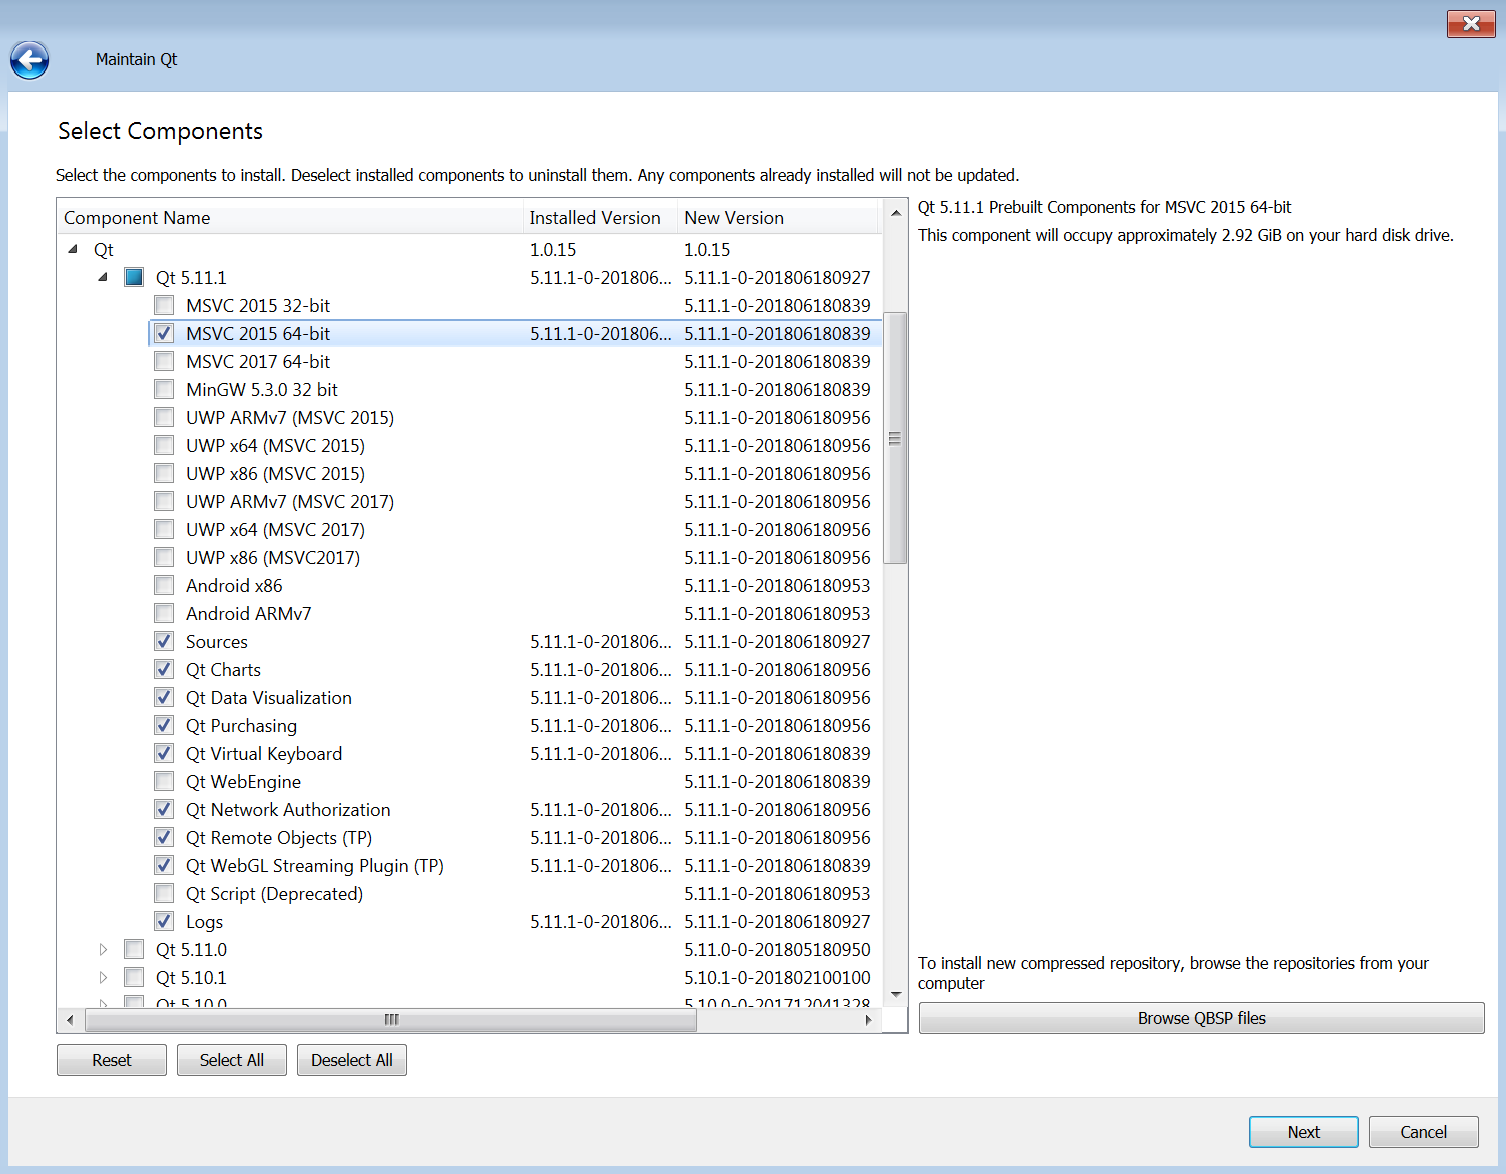 Maintain Qt
Select Components
Select the components to install. Deselect installed components to uninstall them. Any components already installed will not be updated.
Component Name Installed Version New Version
Qt 1.0.15 1.0.15
Qt 5.11.1 5.11.1-0-201806... 5.11.1-0-201806180927
MSVC 2015 32-bit 5.11.1-0-201806180839
MSVC 2015 64-bit 5.11.1-0-201806... 5.11.1-0-201806180839
MSVC 2017 64-bit 5.11.1-0-201806180839
MinGW 5.3.0 32 bit 5.11.1-0-201806180839
UWP ARMv7 (MSVC 2015) 5.11.1-0-201806180956
UWP x64 (MSVC 2015) 5.11.1-0-201806180956
UWP x86 (MSVC 2015) 5.11.1-0-201806180956
UWP ARMv7 (MSVC 2017) 5.11.1-0-201806180956
UWP x64 (MSVC 2017) 5.11.1-0-201806180956
UWP x86 (MSVC2017) 5.11.1-0-201806180956
Android x86 5.11.1-0-201806180953
Android ARMv7 5.11.1-0-201806180953
Sources 5.11.1-0-201806... 5.11.1-0-201806180927
Qt Charts 5.11.1-0-201806... 5.11.1-0-201806180956
Qt Data Visualization 5.11.1-0-201806... 5.11.1-0-201806180956
Qt Purchasing 5.11.1-0-201806... 5.11.1-0-201806180956
Qt Virtual Keyboard 5.11.1-0-201806... 5.11.1-0-201806180839
Qt WebEngine 5.11.1-0-201806180839
Qt Network Authorization 5.11.1-0-201806... 5.11.1-0-201806180956
Qt Remote Objects (TP) 5.11.1-0-201806... 5.11.1-0-201806180956
Qt WebGL Streaming Plugin (TP) 5.11.1-0-201806... 5.11.1-0-201806180839
Qt Script (Deprecated) 5.11.1-0-201806180953
Logs 5.11.1-0-201806... 5.11.1-0-201806180927
Qt 5.11.0 5.11.0-0-201805180950
Qt 5.10.1 5.10.1-0-201802100100
Qt 5.10.0 5.10.0-0-201712041328
Qt 5.11.1 Prebuilt Components for MSVC 2015 64-bit
This component will occupy approximately 2.92 GiB on your hard disk drive.
To install new compressed repository, browse the repositories from your
computer
Browse QBSP files
Reset Select All Deselect All
Next Cancel